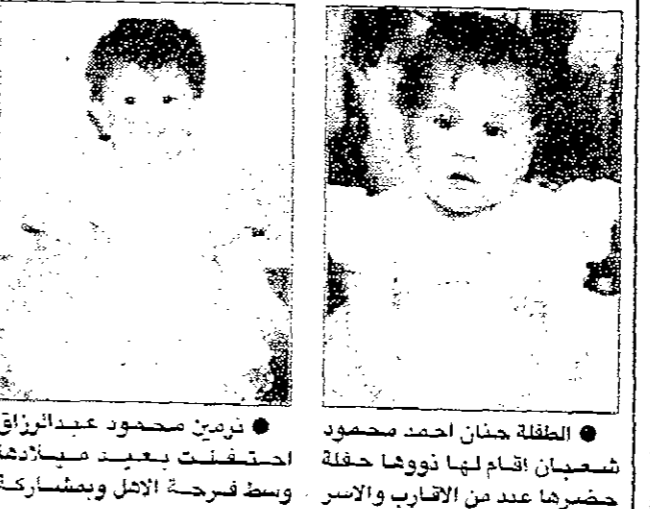 ● الطفلة حنان احمد محمود
شعبان اقام لها ذووها حفلة
حضرها عدد من الاقارب والاسر
● نرمين محمود عبدالرزاق
احتفلت بعيد ميلادها
وسط فرحة الاهل وبمشاركة